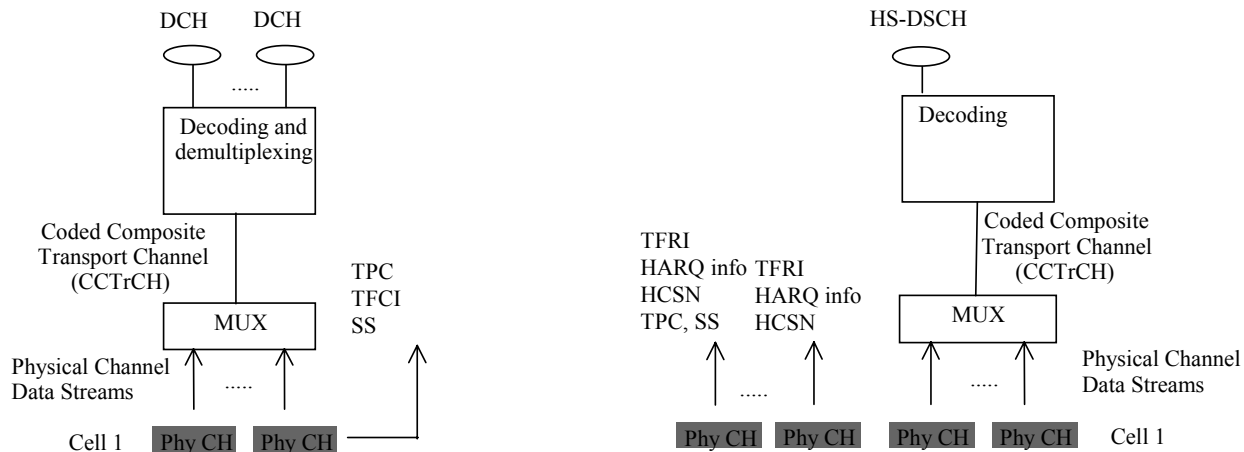 DCH
DCH
.....
Decoding and
demultiplexing
Coded Composite
Transport Channel
(CCTrCH)
TPC
TFCI
SS
MUX
Physical Channel
Data Streams
.....
Cell 1
Phy CH
Phy CH
HS-DSCH
Decoding
Coded Composite
Transport Channel
(CCTrCH)
TFRI
HARQ info
HCSN
TPC, SS
TFRI
HARQ info
HCSN
MUX
Physical Channel
Data Streams
.....
.....
Phy CH
Phy CH
Phy CH
Phy CH
Cell 1